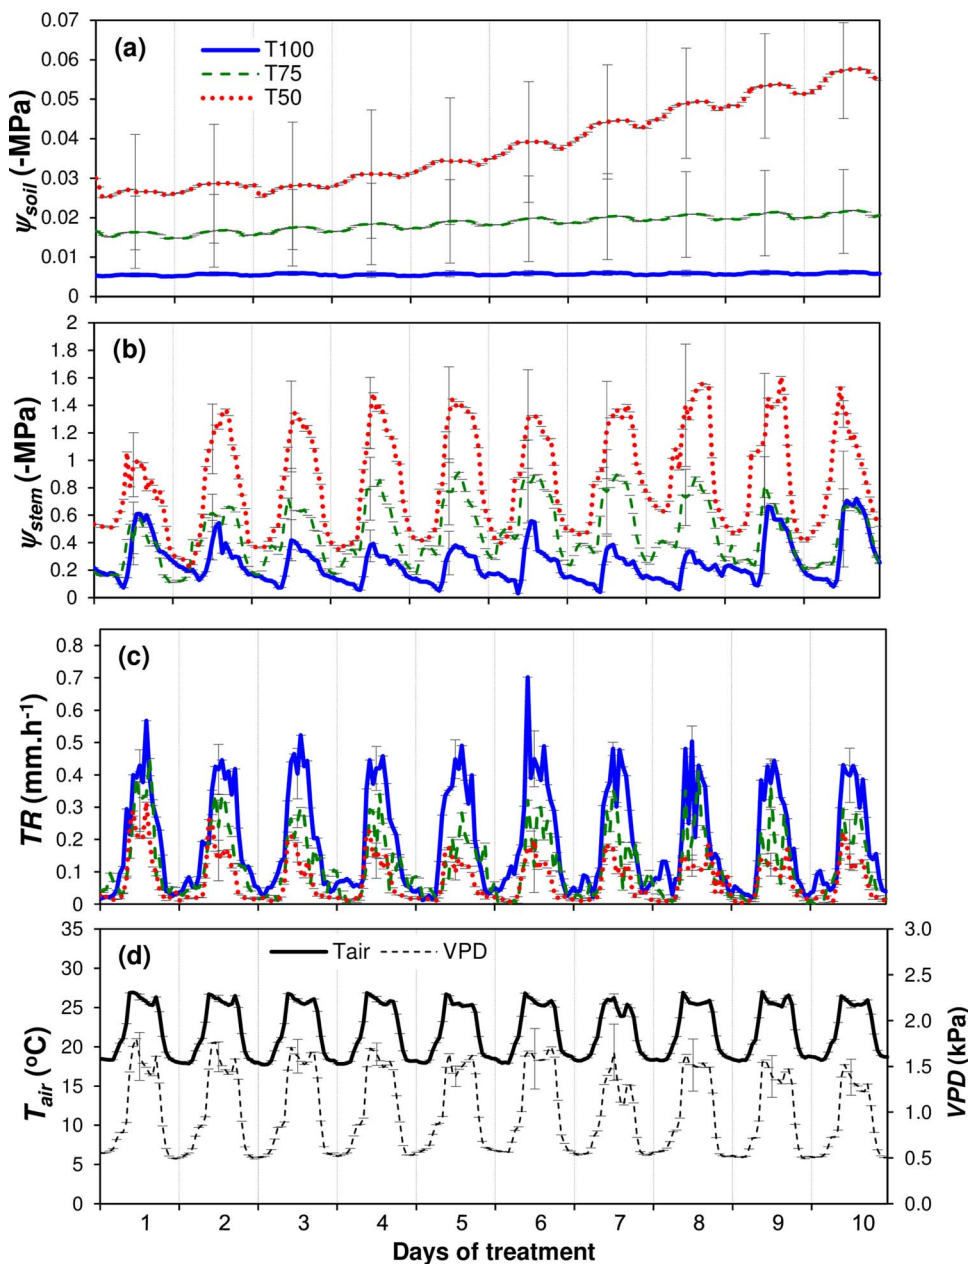 0.07
(a)
T100
T75
T50
0.06
0.05
0.04
0.03
0.02
0.01
0
ψsoil (-MPa)
2
(b)
1.8
1.6
1.4
1.2
1
0.8
0.6
0.4
0.2
0
ψstem (-MPa)
0.8
(c)
0.7
0.6
0.5
0.4
0.3
0.2
0.1
0
TR (mm.h-1)
35
(d)
Tair
VPD
3.0
30
2.5
25
2.0
20
1.5
15
1.0
10
0.5
5
0
0.0
Tair (ºC)
VPD (kPa)
1 2 3 4 5 6 7 8 9 10
Days of treatment